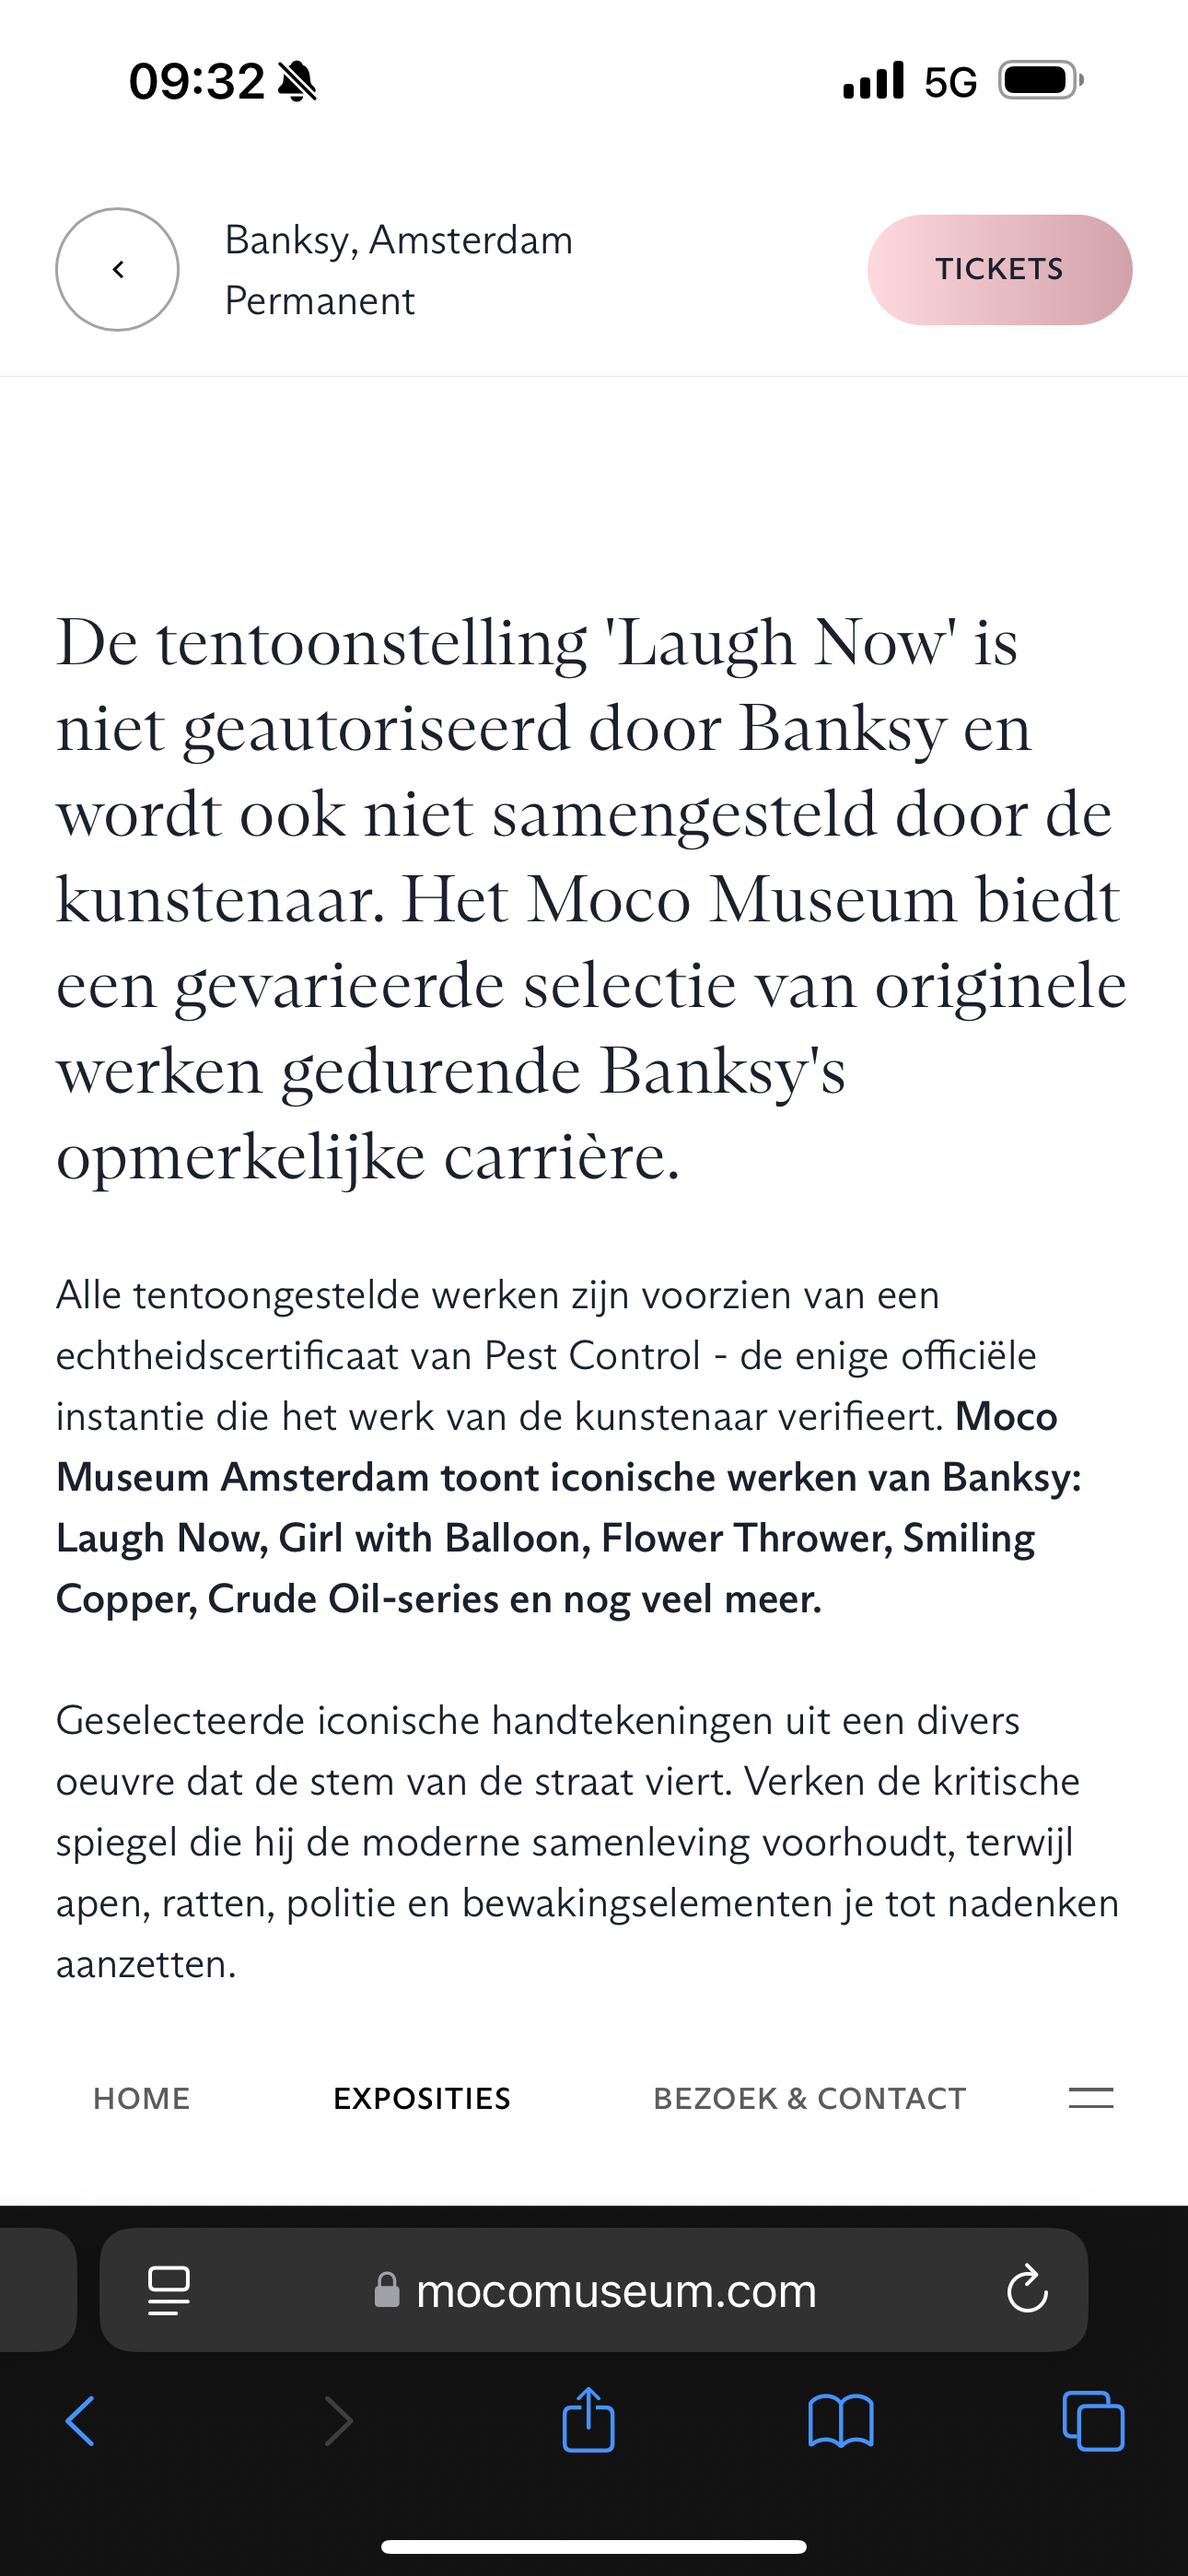 09:32
5G
Banksy, Amsterdam
Permanent
TICKETS
De tentoonstelling 'Laugh Now' is
niet geautoriseerd door Banksy en
wordt ook niet samengesteld door de
kunstenaar. Het Moco Museum biedt
een gevarieerde selectie van originele
werken gedurende Banksy's
opmerkelijke carrière.
Alle tentoongestelde werken zijn voorzien van een
echtheidscertificaat van Pest Control - de enige officiële
instantie die het werk van de kunstenaar verifieert. Moco
Museum Amsterdam toont iconische werken van Banksy:
Laugh Now, Girl with Balloon, Flower Thrower, Smiling
Copper, Crude Oil-series en nog veel meer.
Geselecteerde iconische handtekeningen uit een divers
oeuvre dat de stem van de straat viert. Verken de kritische
spiegel die hij de moderne samenleving voorhoudt, terwijl
apen, ratten, politie en bewakingselementen je tot nadenken
aanzetten.
HOME
EXPOSITIES
BEZOEK & CONTACT
mocomuseum.com